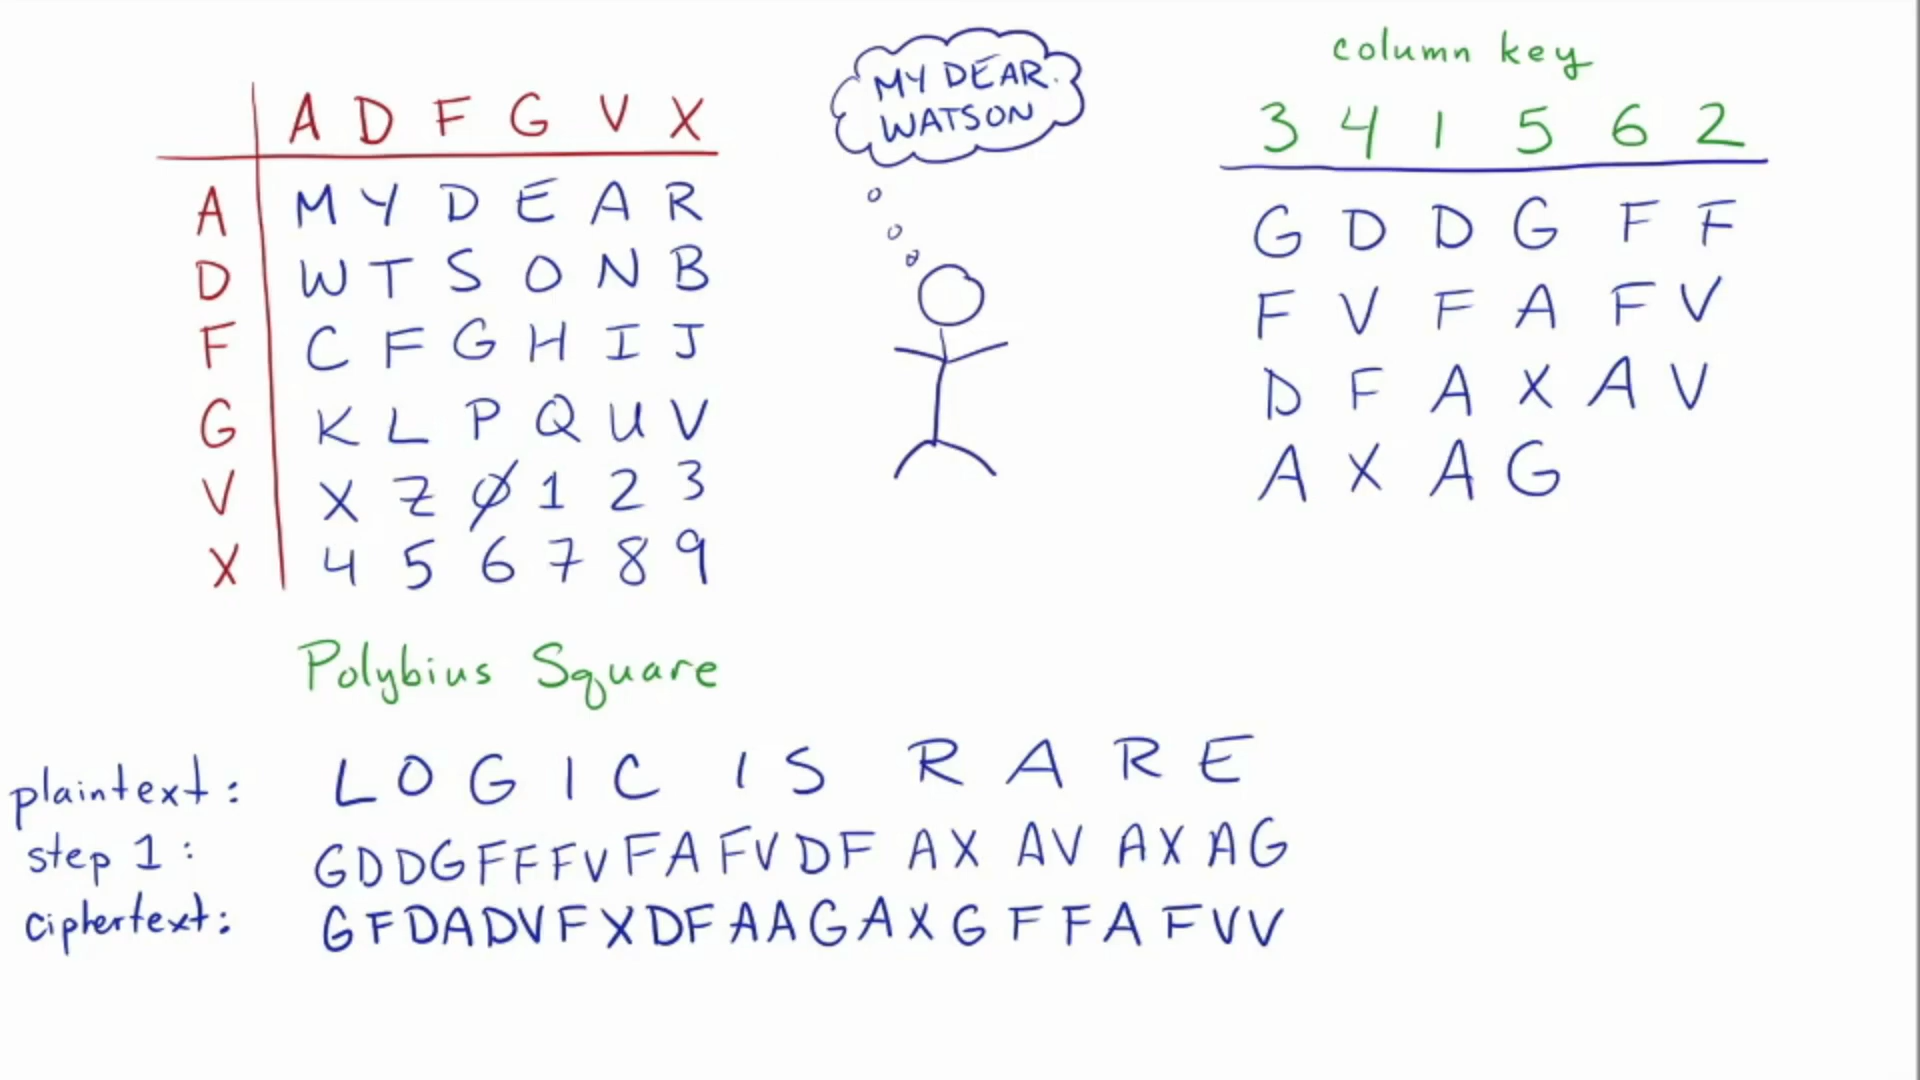 A D F G V X
A M Y D E A R
D W T S O N B
F C F G H I J
G K L P Q U V
V X Z Ø 1 2 3
X 4 5 6 7 8 9
Polybius Square
MY DEAR
WATSON
column key
3 4 1 5 6 2
G D D G F F
F V F A F V
D F A X A V
A X A G
plaintext: L O G I C I S R A R E
step 1: GDDGFFFVFAFVDF AX AV AX AG
ciphertext: GFDADVFXDFAAGAXGFFAFVV